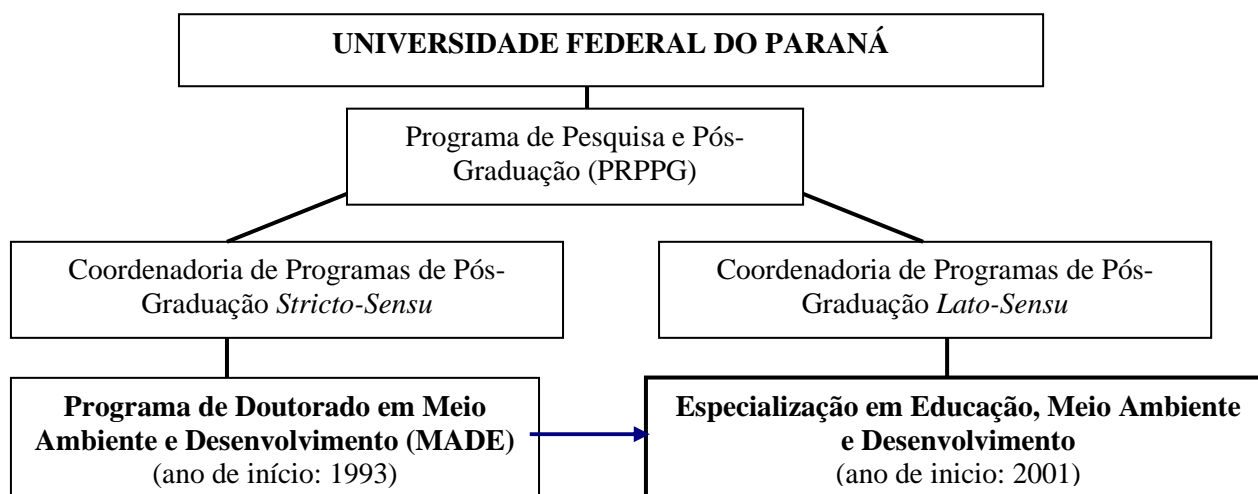 UNIVERSIDADE FEDERAL DO PARANÁ
Programa de Pesquisa e Pós-
Graduação (PRPPG)
Coordenadoria de Programas de Pós-
Graduação Stricto-Sensu
Coordenadoria de Programas de Pós-
Graduação Lato-Sensu
Programa de Doutorado em Meio
Ambiente e Desenvolvimento (MADE)
(ano de início: 1993)
Especialização em Educação, Meio Ambiente
e Desenvolvimento
(ano de inicio: 2001)